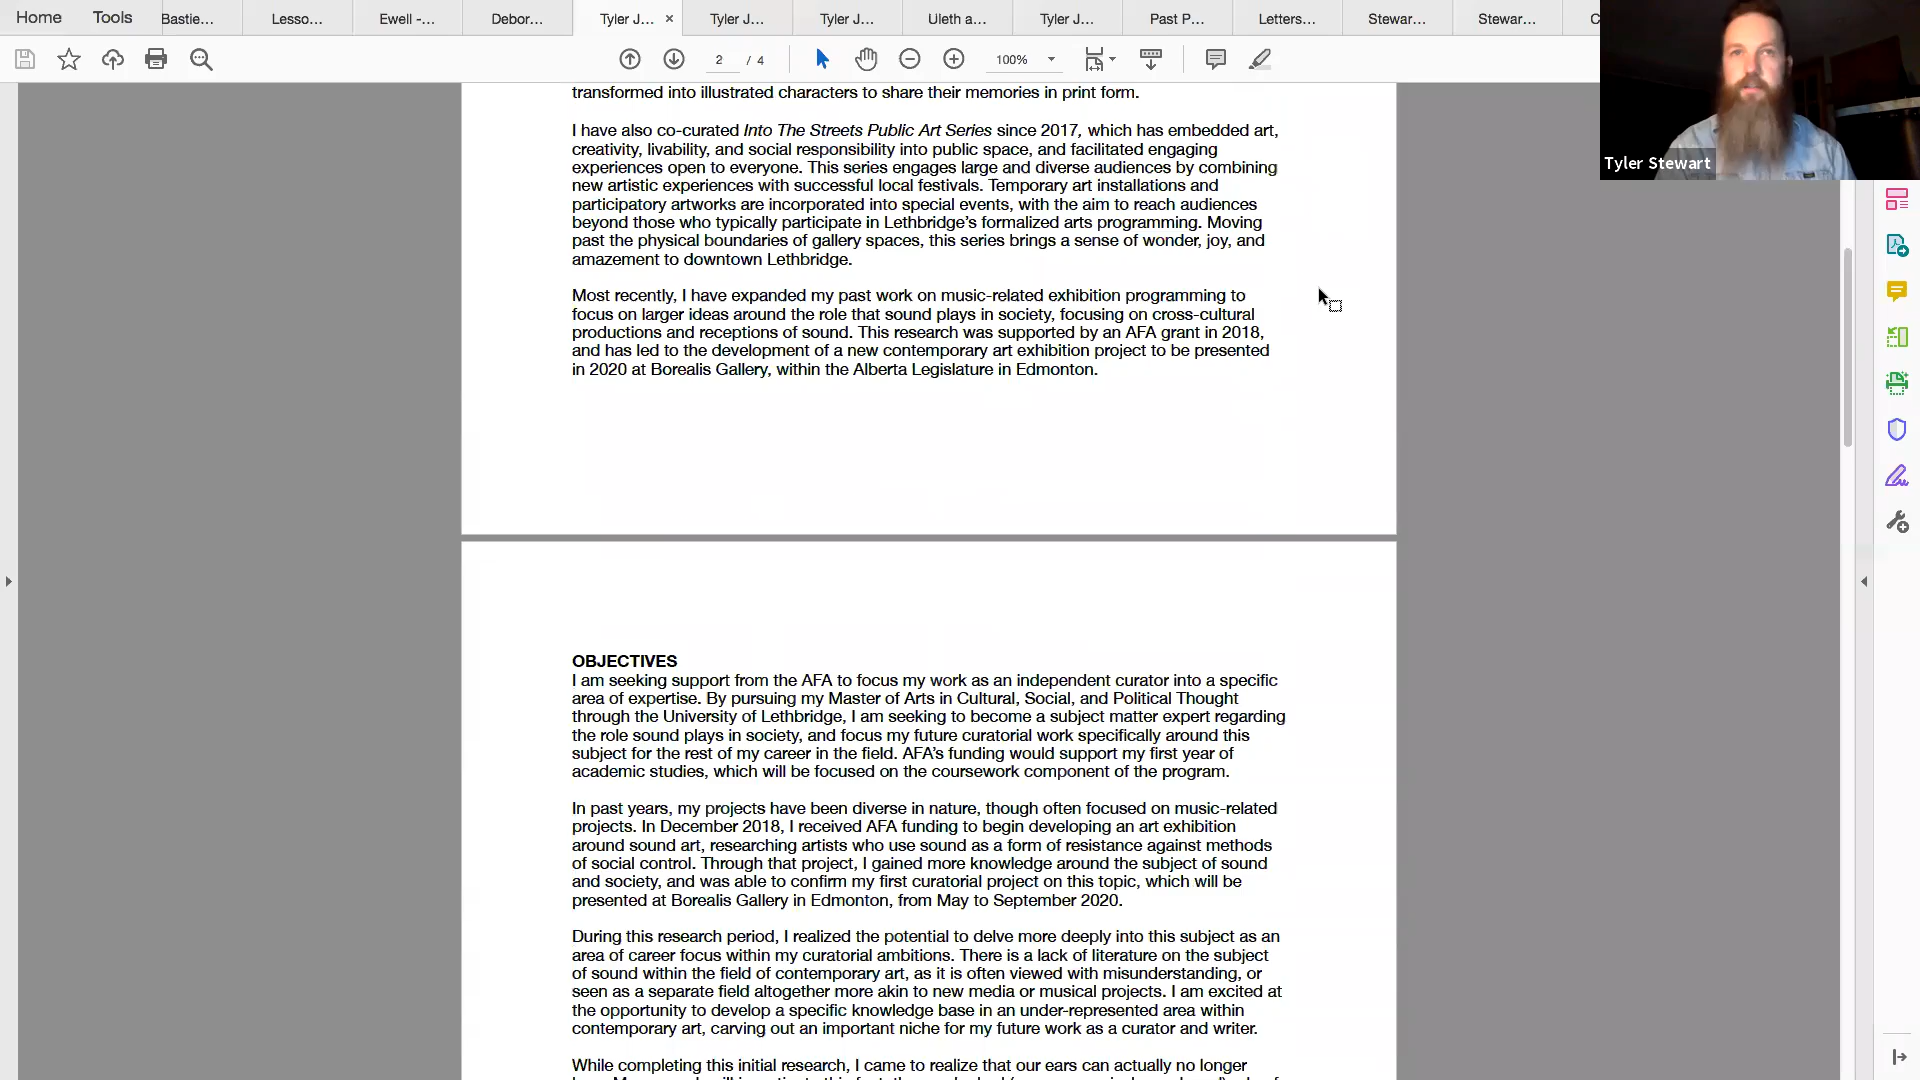 Home Tools Bastie... Lesso... Ewell -... Debor... Tyler J... × Tyler J... Tyler J... Uleth a... Tyler J... Past P... Letters... Stewar... Stewar... C
2 / 4 100%
Tyler Stewart
transformed into illustrated characters to share their memories in print form.
I have also co-curated Into The Streets Public Art Series since 2017, which has embedded art,
creativity, livability, and social responsibility into public space, and facilitated engaging
experiences open to everyone. This series engages large and diverse audiences by combining
new artistic experiences with successful local festivals. Temporary art installations and
participatory artworks are incorporated into special events, with the aim to reach audiences
beyond those who typically participate in Lethbridge's formalized arts programming. Moving
past the physical boundaries of gallery spaces, this series brings a sense of wonder, joy, and
amazement to downtown Lethbridge.
Most recently, I have expanded my past work on music-related exhibition programming to
focus on larger ideas around the role that sound plays in society, focusing on cross-cultural
productions and receptions of sound. This research was supported by an AFA grant in 2018,
and has led to the development of a new contemporary art exhibition project to be presented
in 2020 at Borealis Gallery, within the Alberta Legislature in Edmonton.
OBJECTIVES
I am seeking support from the AFA to focus my work as an independent curator into a specific
area of expertise. By pursuing my Master of Arts in Cultural, Social, and Political Thought
through the University of Lethbridge, I am seeking to become a subject matter expert regarding
the role sound plays in society, and focus my future curatorial work specifically around this
subject for the rest of my career in the field. AFA's funding would support my first year of
academic studies, which will be focused on the coursework component of the program.
In past years, my projects have been diverse in nature, though often focused on music-related
projects. In December 2018, I received AFA funding to begin developing an art exhibition
around sound art, researching artists who use sound as a form of resistance against methods
of social control. Through that project, I gained more knowledge around the subject of sound
and society, and was able to confirm my first curatorial project on this topic, which will be
presented at Borealis Gallery in Edmonton, from May to September 2020.
During this research period, I realized the potential to delve more deeply into this subject as an
area of career focus within my curatorial ambitions. There is a lack of literature on the subject
of sound within the field of contemporary art, as it is often viewed with misunderstanding, or
seen as a separate field altogether more akin to new media or musical projects. I am excited at
the opportunity to develop a specific knowledge base in an under-represented area within
contemporary art, carving out an important niche for my future work as a curator and writer.
While completing this initial research, I came to realize that our ears can actually no longer